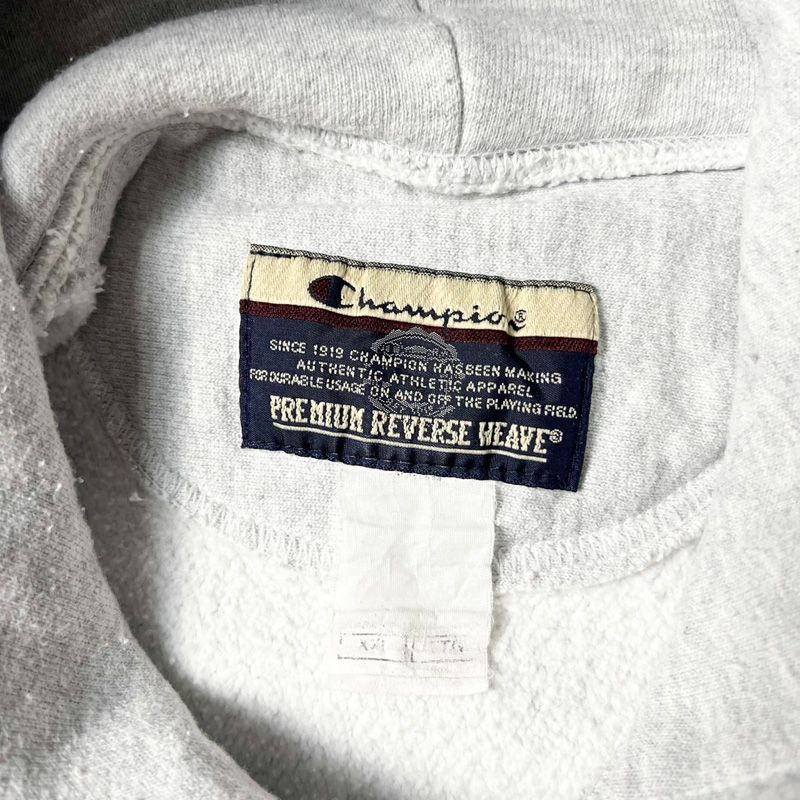 Champion®
SINCE 1919 CHAMPION HASBEEN MAKING
AUTHENTIC ATHLETIC APPAREL
FOR DURABLE USAGE ON AND OFF THE PLAYING FIELD.
PREMIUM REVERSE WEAVE®